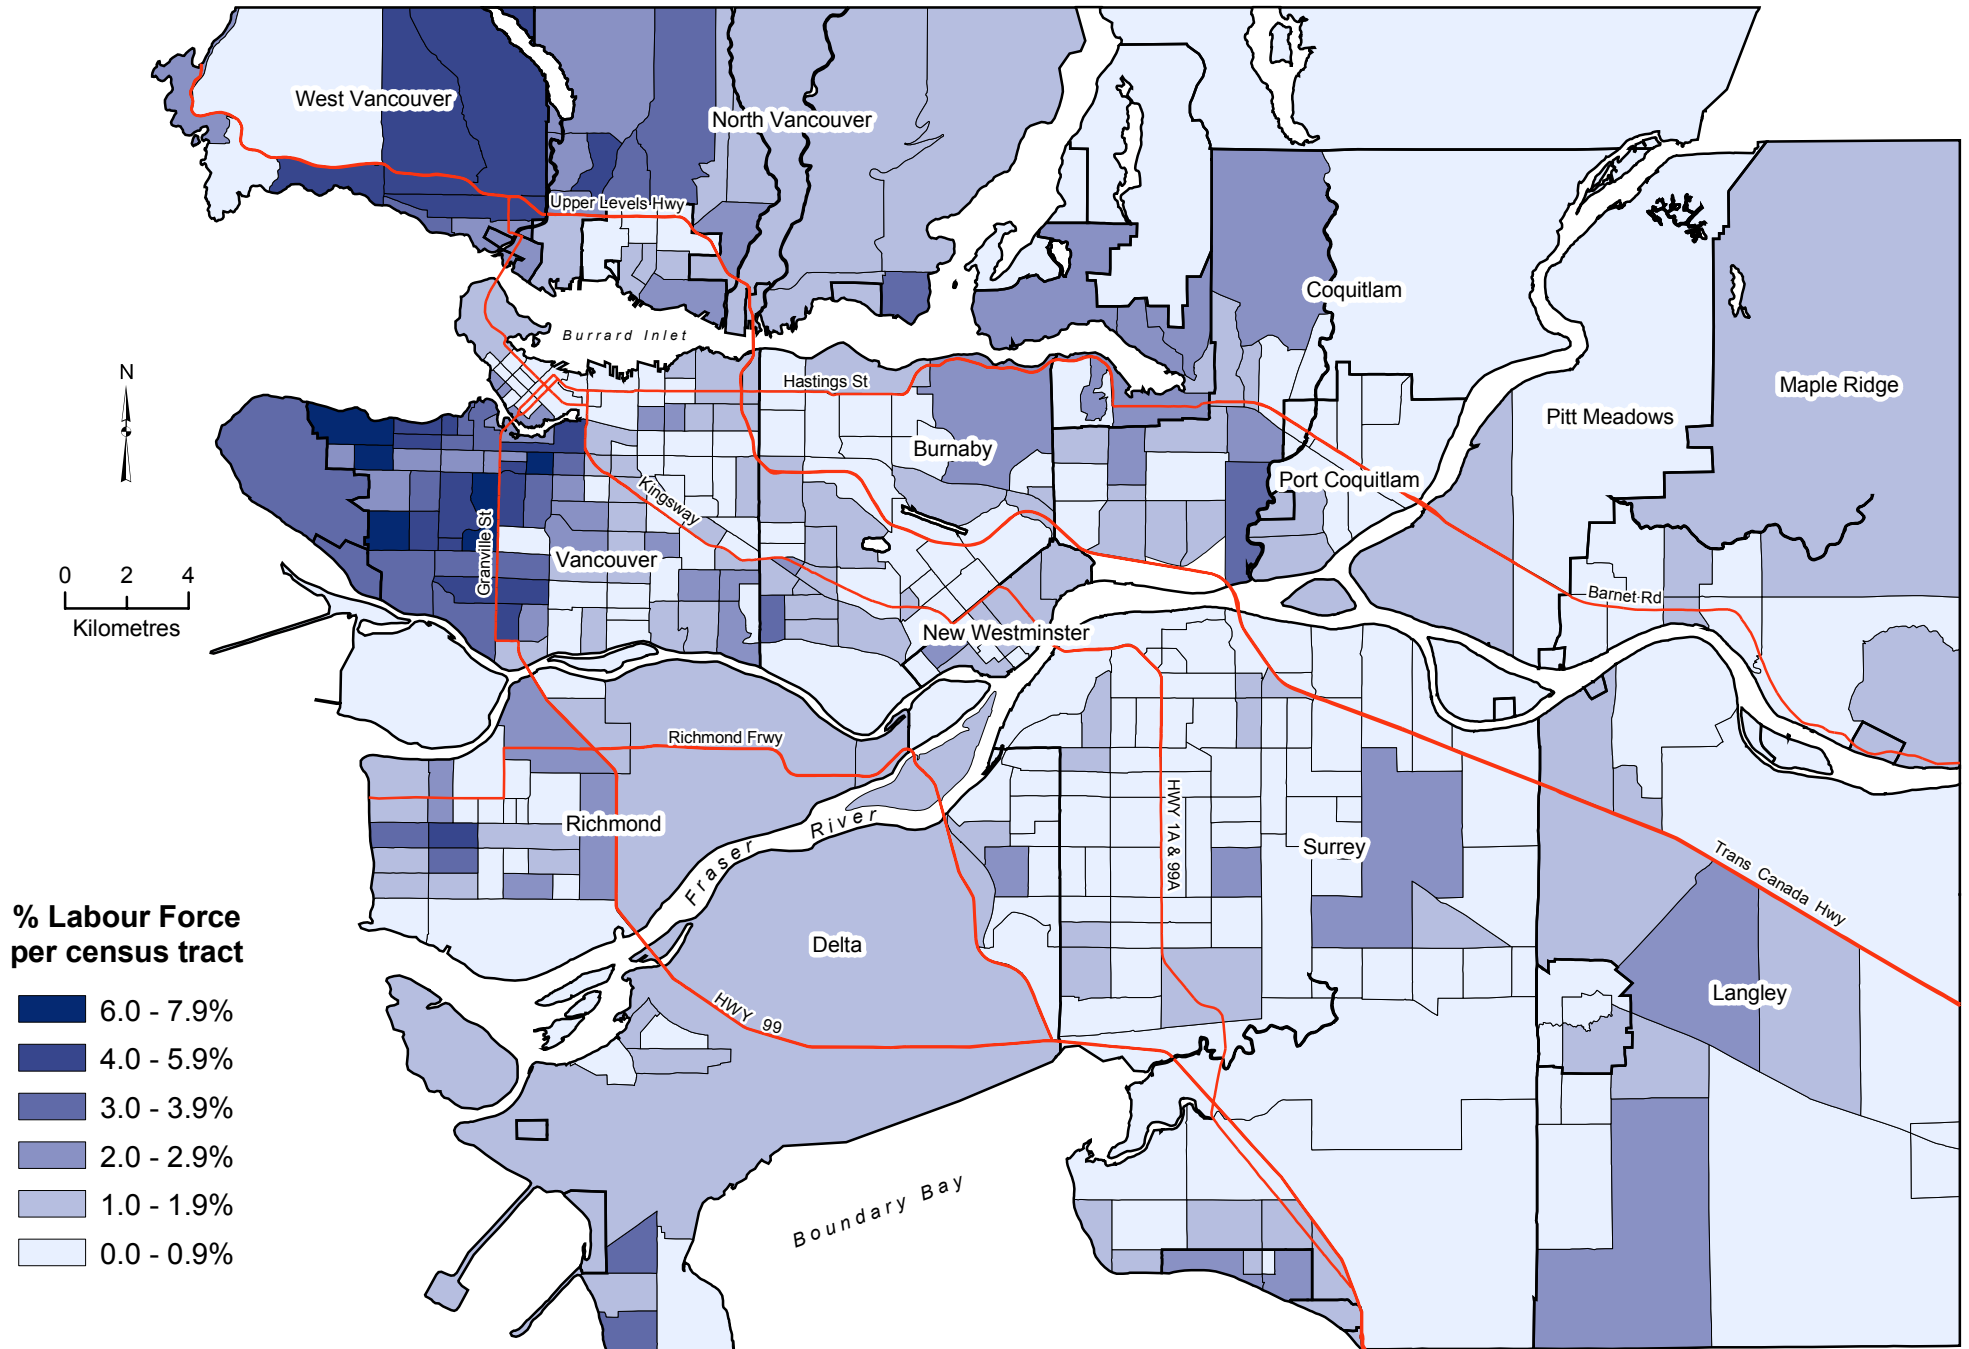 West Vancouver
North Vancouver
Upper Levels Hwy
Coquitlam
Burrard Inlet
N
Hastings St
Maple Ridge
Pitt Meadows
Burnaby
Port Coquitlam
Kingsway
Granville St
Vancouver
0 2 4
Kilometres
Barnet Rd
New Westminster
Richmond Frwy
HWY 1A & 99A
Richmond
Fraser River
Surrey
Trans Canada Hwy
Delta
Langley
HWY 99
Boundary Bay
% Labour Force
per census tract
6.0 - 7.9%
4.0 - 5.9%
3.0 - 3.9%
2.0 - 2.9%
1.0 - 1.9%
0.0 - 0.9%